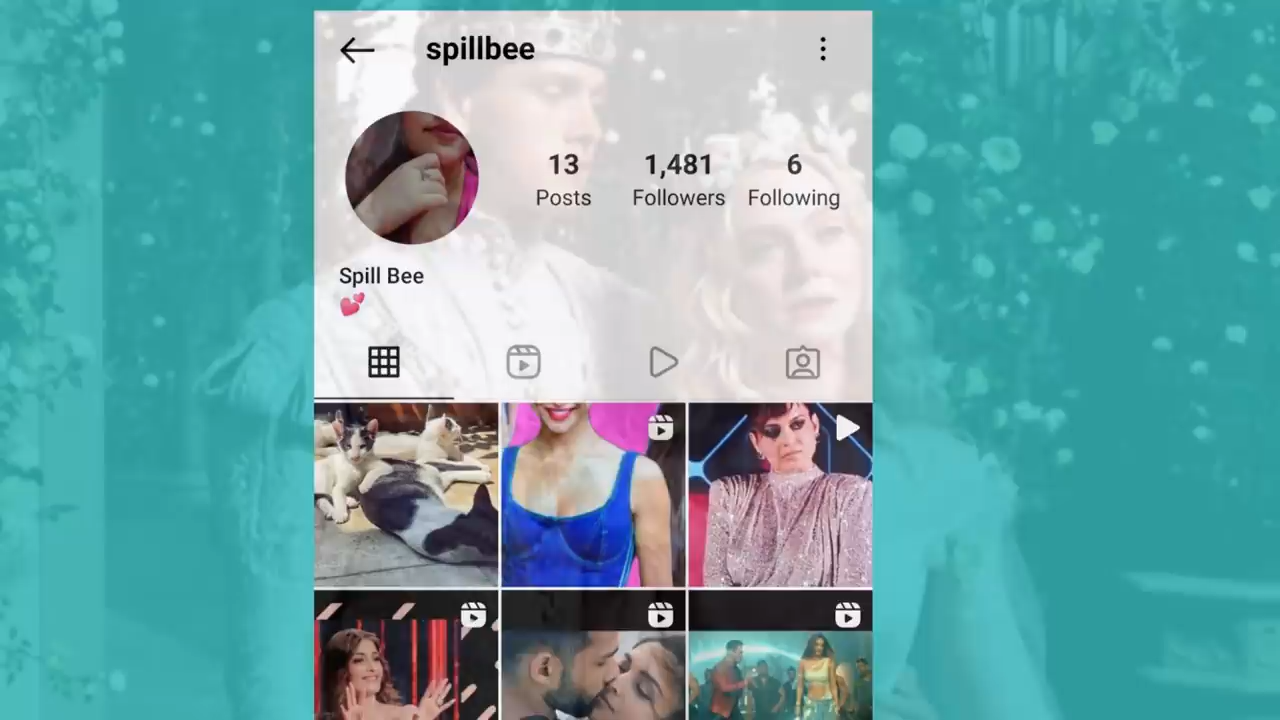 spillbee
13 1,481 6
Posts Followers Following
Spill Bee
💕